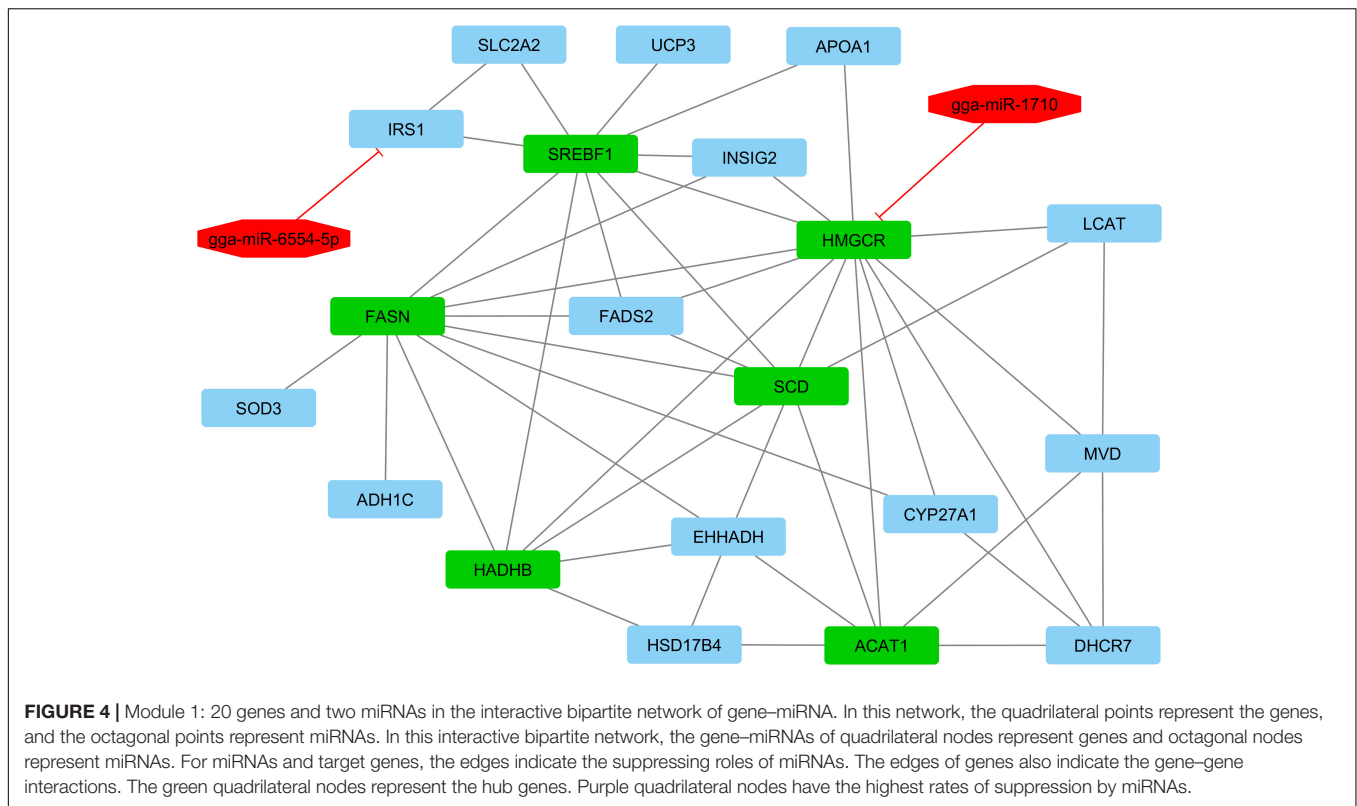 SLC2A2
UCP3
APOA1
gga-miR-1710
IRS1
SREBF1
INSIG2
gga-miR-6554-5p
HMGCR
LCAT
FASN
FADS2
SCD
SOD3
MVD
ADH1C
CYP27A1
EHHADH
HADHB
HSD17B4
ACAT1
DHCR7
FIGURE 4 | Module 1: 20 genes and two miRNAs in the interactive bipartite network of gene–miRNA. In this network, the quadrilateral points represent the genes,
and the octagonal points represent miRNAs. In this interactive bipartite network, the gene–miRNAs of quadrilateral nodes represent genes and octagonal nodes
represent miRNAs. For miRNAs and target genes, the edges indicate the suppressing roles of miRNAs. The edges of genes also indicate the gene–gene
interactions. The green quadrilateral nodes represent the hub genes. Purple quadrilateral nodes have the highest rates of suppression by miRNAs.